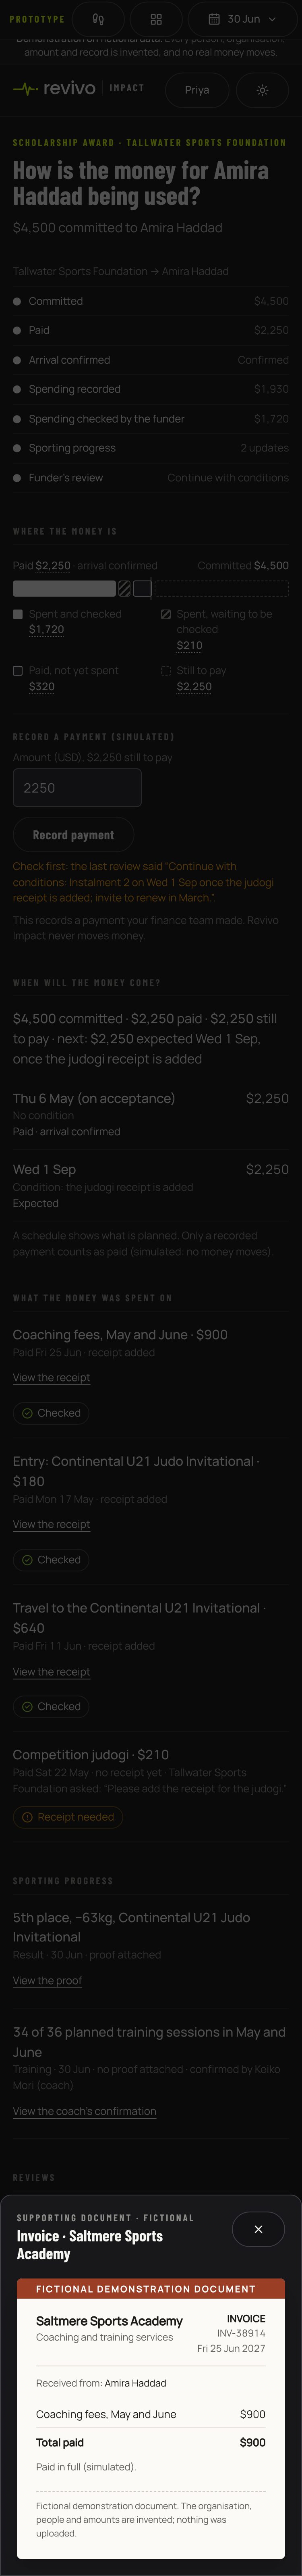 PROTOTYPE
30 Jun
Demonstration on fictional data. Every person, organisation,
amount and record is invented. and no real money moves.
revivo IMPACT
Priya
SCHOLARSHIP AWARD · TALLWATER SPORTS FOUNDATION
How is the money for Amira
Haddad being used?
$4,500 committed to Amira Haddad
Tallwater Sports Foundation → Amira Haddad
Committed $4,500
Paid $2,250
Arrival confirmed Confirmed
Spending recorded $1,930
Spending checked by the funder $1,720
Sporting progress 2 updates
Funder's review Continue with conditions
WHERE THE MONEY IS
Paid $2,250 · arrival confirmed Committed $4,500
Spent and checked
$1,720
Spent, waiting to be
checked
$210
Paid, not yet spent
$320
Still to pay
$2,250
RECORD A PAYMENT (SIMULATED)
Amount (USD), $2,250 still to pay
2250
Record payment
Check first: the last review said "Continue with
conditions: Instalment 2 on Wed 1 Sep once the judogi
receipt is added; invite to renew in March."
This records a payment your finance team made. Revivo
Impact never moves money.
WHEN WILL THE MONEY COME?
$4,500 committed · $2,250 paid · $2,250 still
to pay · next: $2,250 expected Wed 1 Sep,
once the judogi receipt is added
Thu 6 May (on acceptance) $2,250
No condition
Paid · arrival confirmed
Wed 1 Sep $2,250
Condition: the judogi receipt is added
Expected
A schedule shows what is planned. Only a recorded
payment counts as paid (simulated: no money moves).
WHAT THE MONEY WAS SPENT ON
Coaching fees, May and June · $900
Paid Fri 25 Jun · receipt added
View the receipt
Checked
Entry: Continental U21 Judo Invitational ·
$180
Paid Mon 17 May · receipt added
View the receipt
Checked
Travel to the Continental U21 Invitational ·
$640
Paid Fri 11 Jun · receipt added
View the receipt
Checked
Competition judogi · $210
Paid Sat 22 May · no receipt yet · Tallwater Sports
Foundation asked: "Please add the receipt for the judogi."
Receipt needed
SPORTING PROGRESS
5th place, −63kg, Continental U21 Judo
Invitational
Result · 30 Jun · proof attached
View the proof
34 of 36 planned training sessions in May and
June
Training · 30 Jun · no proof attached · confirmed by Keiko
Mori (coach)
View the coach's confirmation
REVIEWS
SUPPORTING DOCUMENT · FICTIONAL
Invoice · Saltmere Sports
Academy
FICTIONAL DEMONSTRATION DOCUMENT
Saltmere Sports Academy INVOICE
Coaching and training services INV-38914
Fri 25 Jun 2027
Received from: Amira Haddad
Coaching fees, May and June $900
Total paid $900
Paid in full (simulated).
Fictional demonstration document. The organisation,
people and amounts are invented; nothing was
uploaded.